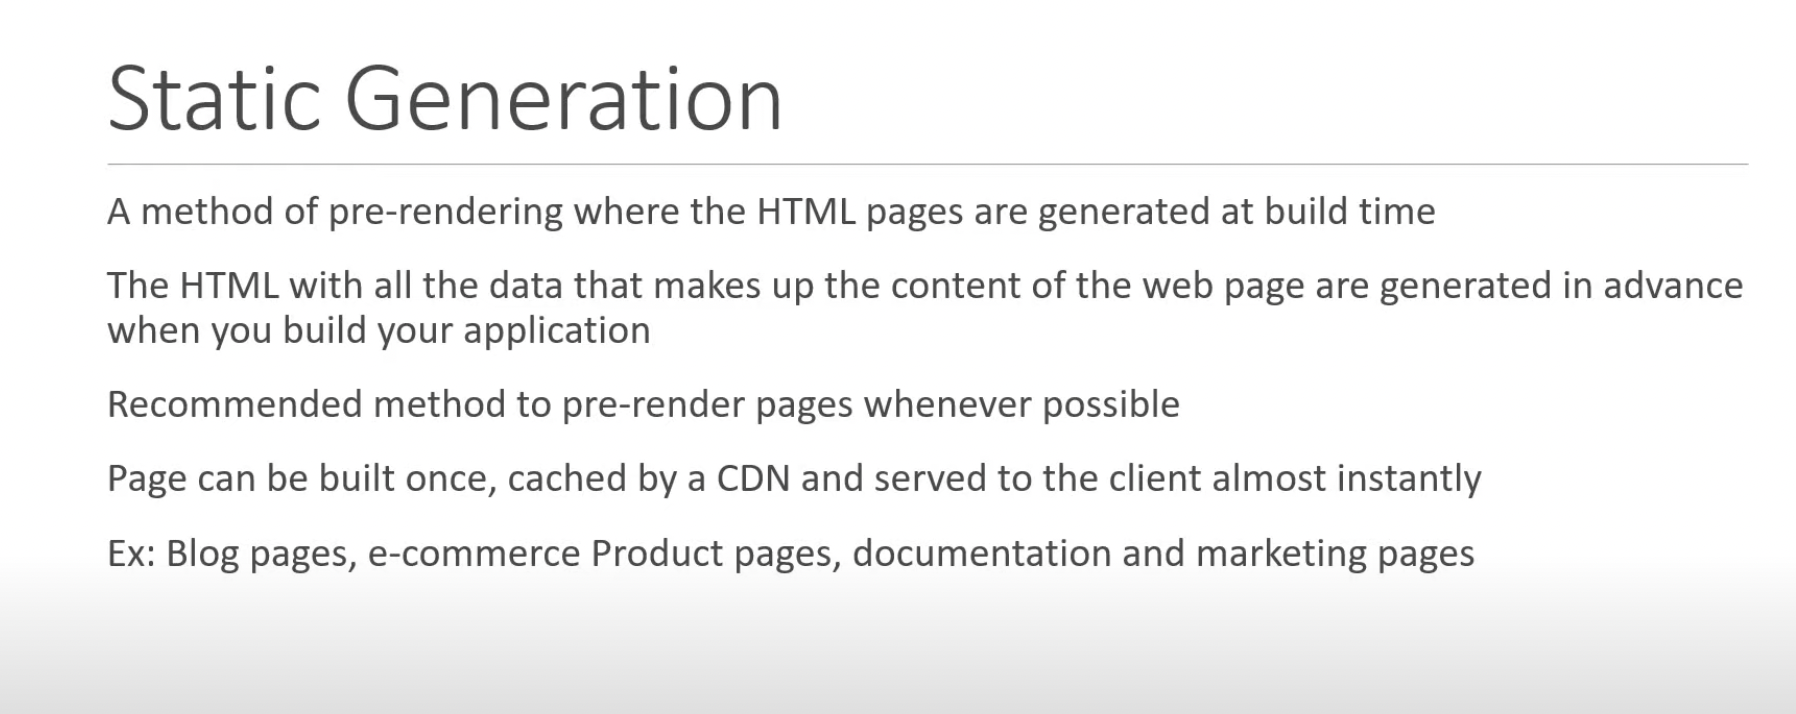 Static Generation
A method of pre-rendering where the HTML pages are generated at build time
The HTML with all the data that makes up the content of the web page are generated in advance
when you build your application
Recommended method to pre-render pages whenever possible
Page can be built once, cached by a CDN and served to the client almost instantly
Ex: Blog pages, e-commerce Product pages, documentation and marketing pages